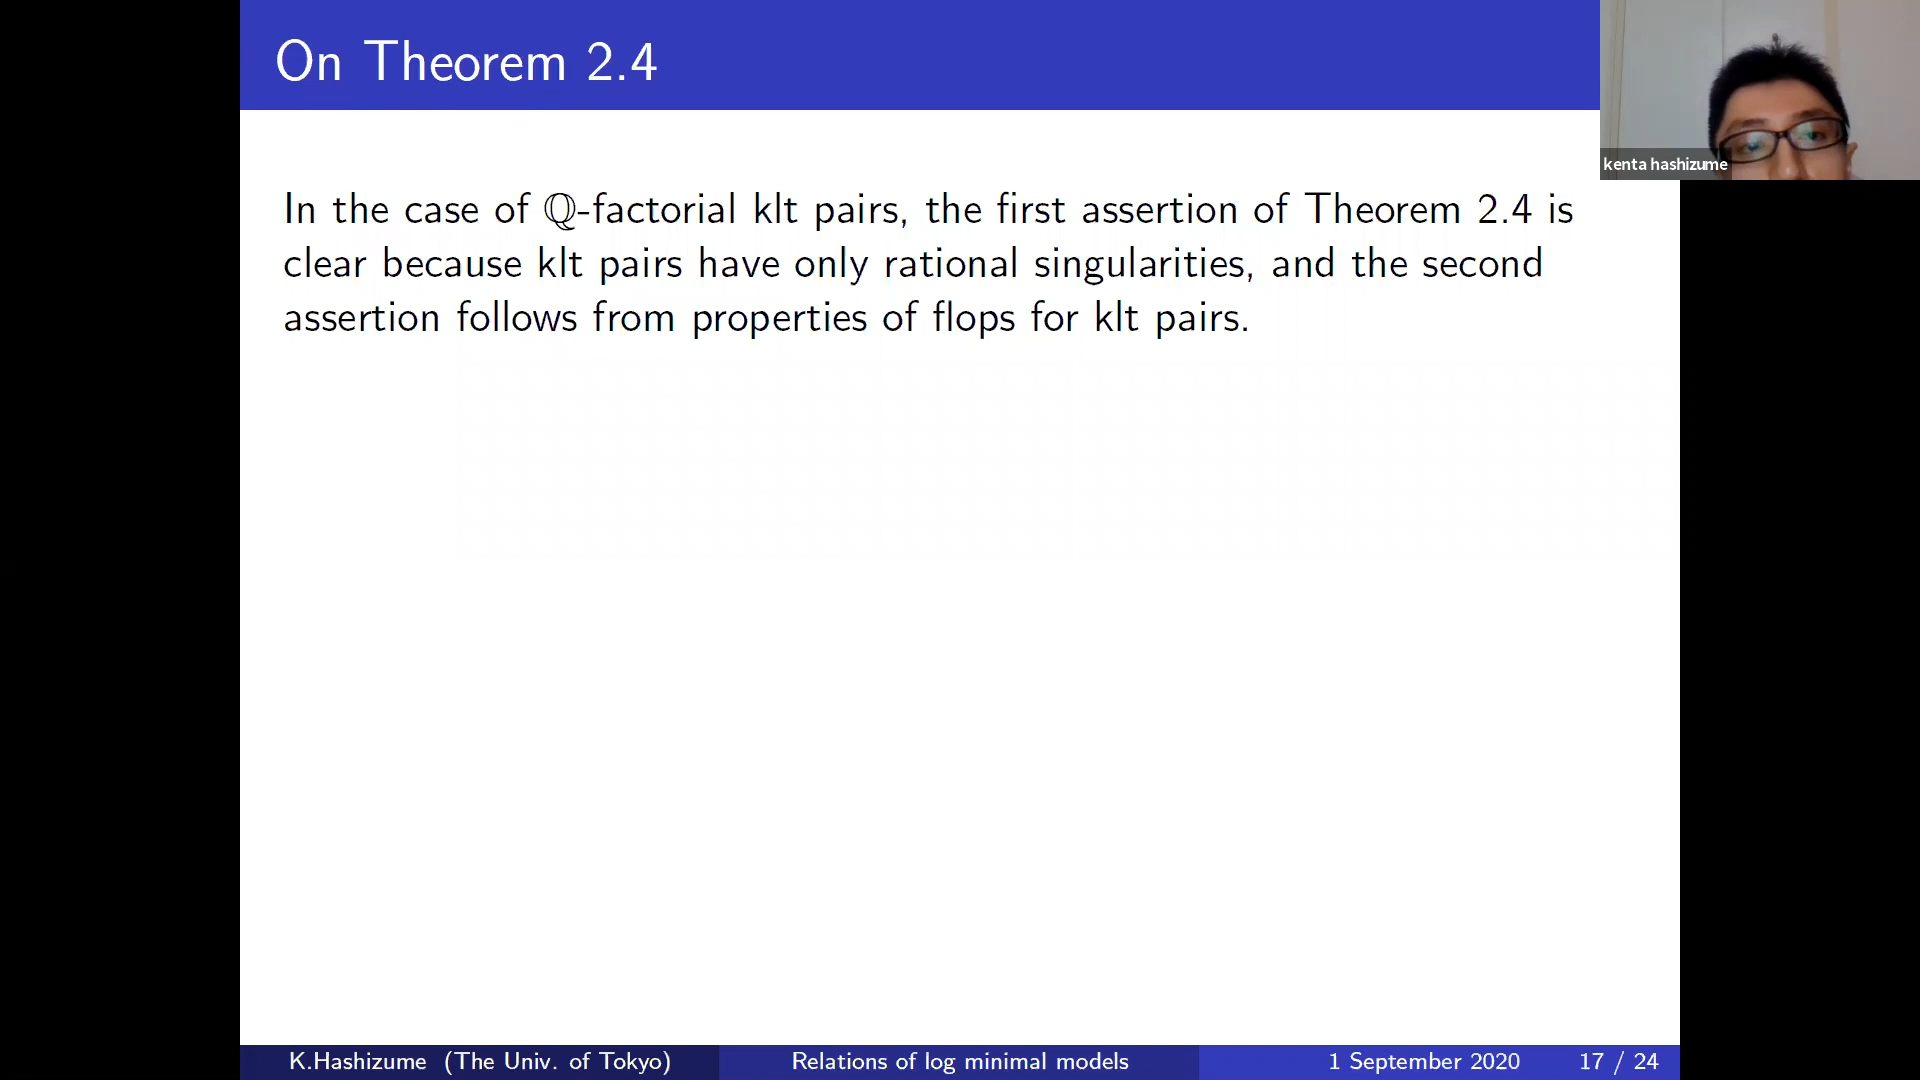 On Theorem 2.4
kenta hashizume
In the case of ℚ-factorial klt pairs, the first assertion of Theorem 2.4 is
clear because klt pairs have only rational singularities, and the second
assertion follows from properties of flops for klt pairs.
K.Hashizume (The Univ. of Tokyo) Relations of log minimal models 1 September 2020 17 / 24